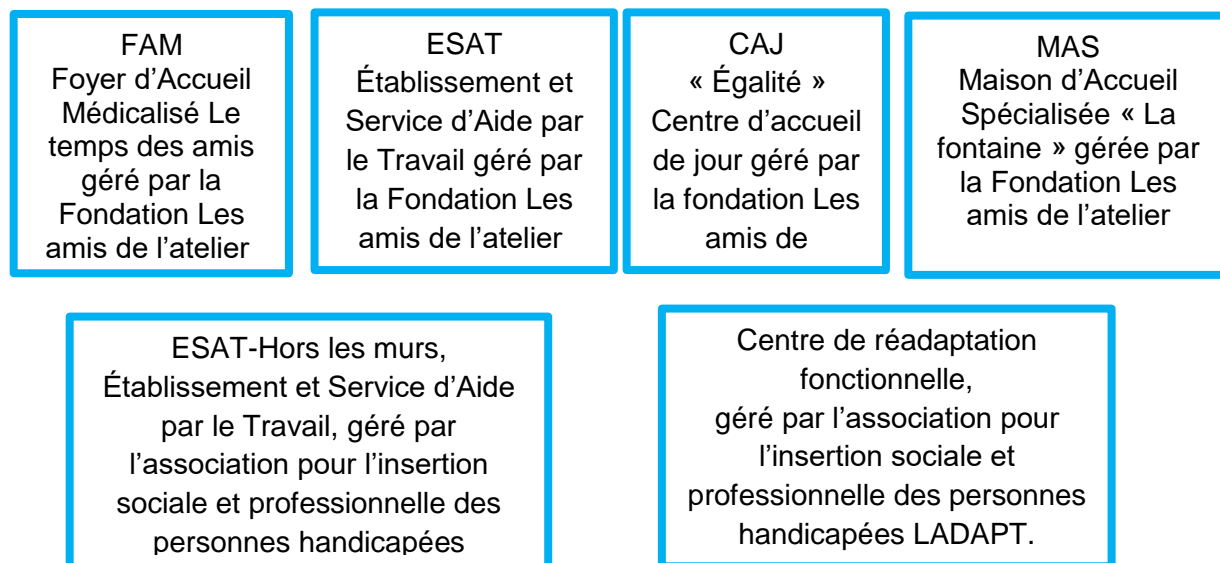 FAM
Foyer d’Accueil
Médicalisé Le
temps des amis
géré par la
Fondation Les
amis de l’atelier
ESAT
Établissement et
Service d’Aide par
le Travail géré par
la Fondation Les
amis de l’atelier
CAJ
« Égalité »
Centre d’accueil
de jour géré par
la fondation Les
amis de
MAS
Maison d’Accueil
Spécialisée « La
fontaine » gérée par
la Fondation Les
amis de l’atelier
ESAT-Hors les murs,
Établissement et Service d’Aide
par le Travail, géré par
l’association pour l’insertion
sociale et professionnelle des
personnes handicapées
Centre de réadaptation
fonctionnelle,
géré par l’association pour
l’insertion sociale et
professionnelle des personnes
handicapées LADAPT.